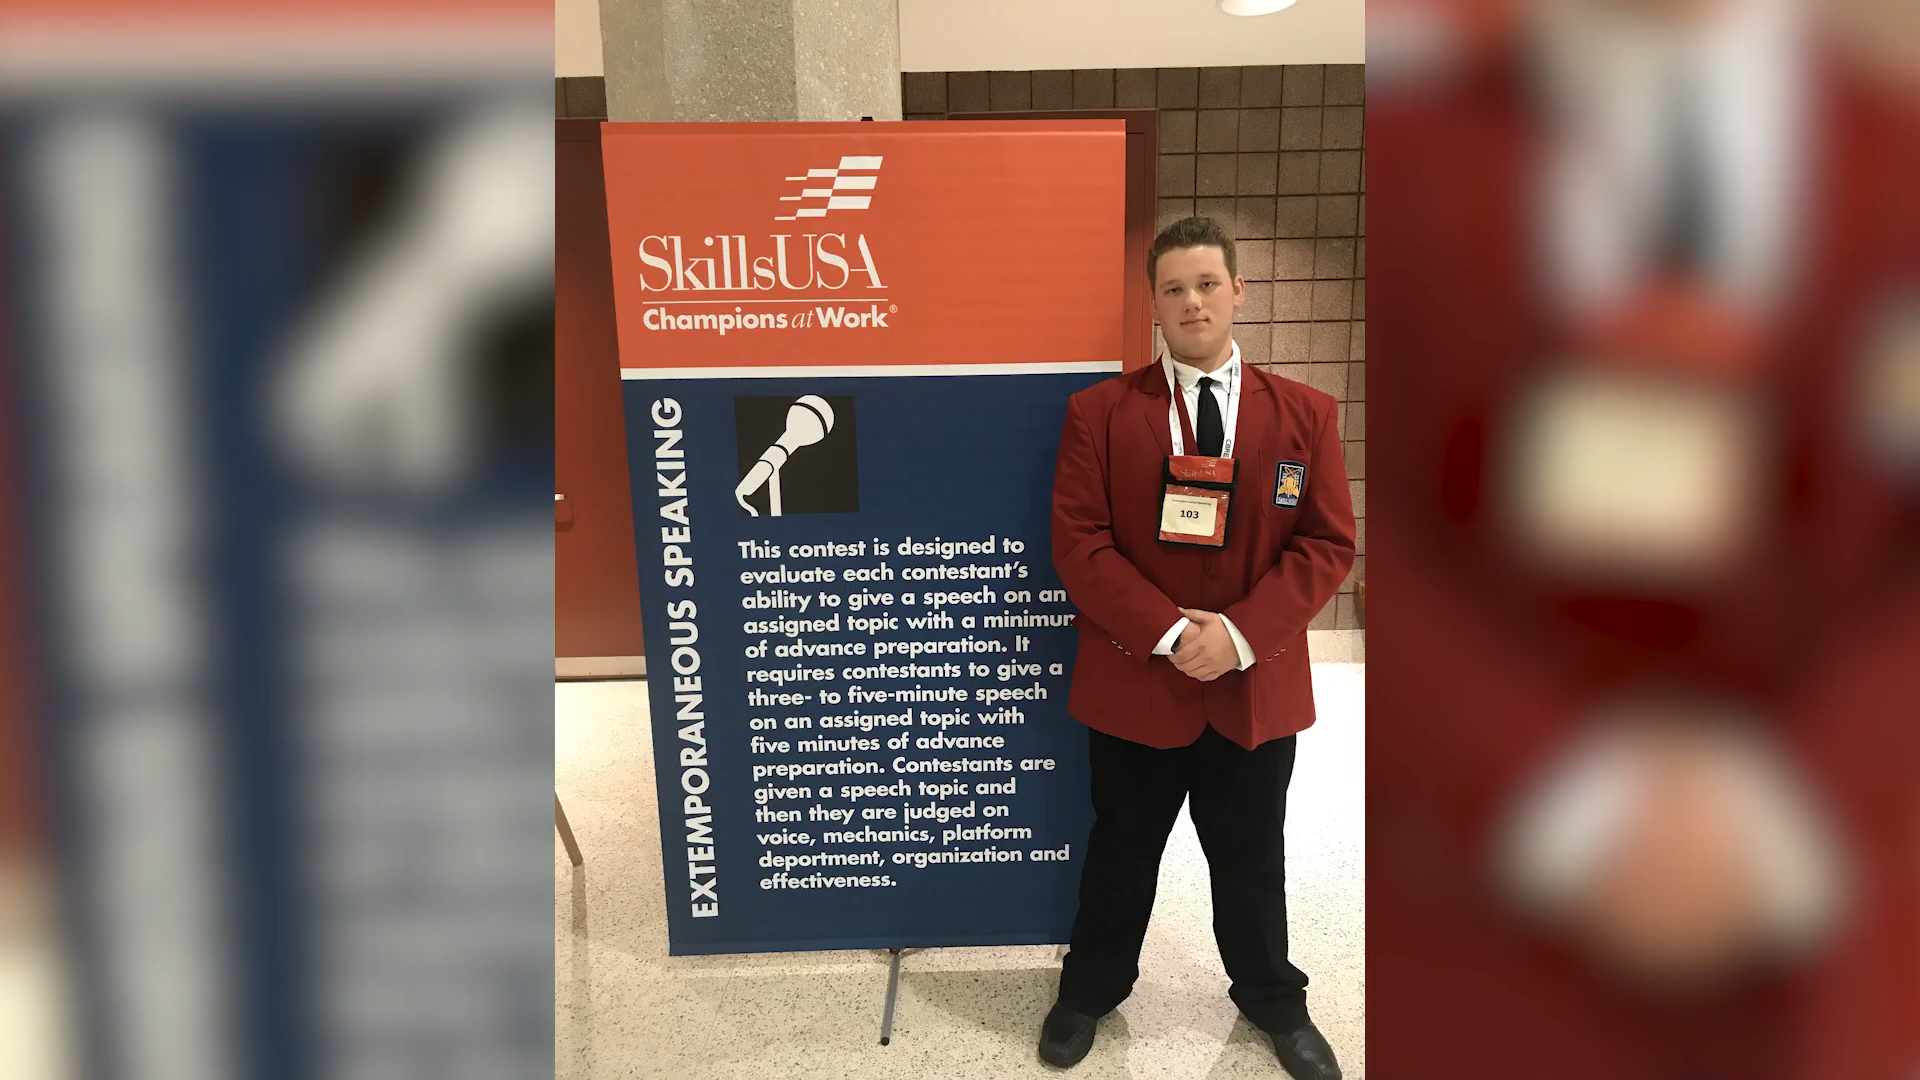 SkillsUSA
Champions at Work®
EXTEMPORANEOUS SPEAKING
This contest is designed to
evaluate each contestant's
ability to give a speech on an
assigned topic with a minimum
of advance preparation. It
requires contestants to give a
three- to five-minute speech
on an assigned topic with
five minutes of advance
preparation. Contestants are
given a speech topic and
then they are judged on
voice, mechanics, platform
deportment, organization and
effectiveness.
CBRE
CBRE
SkillsUSA
103